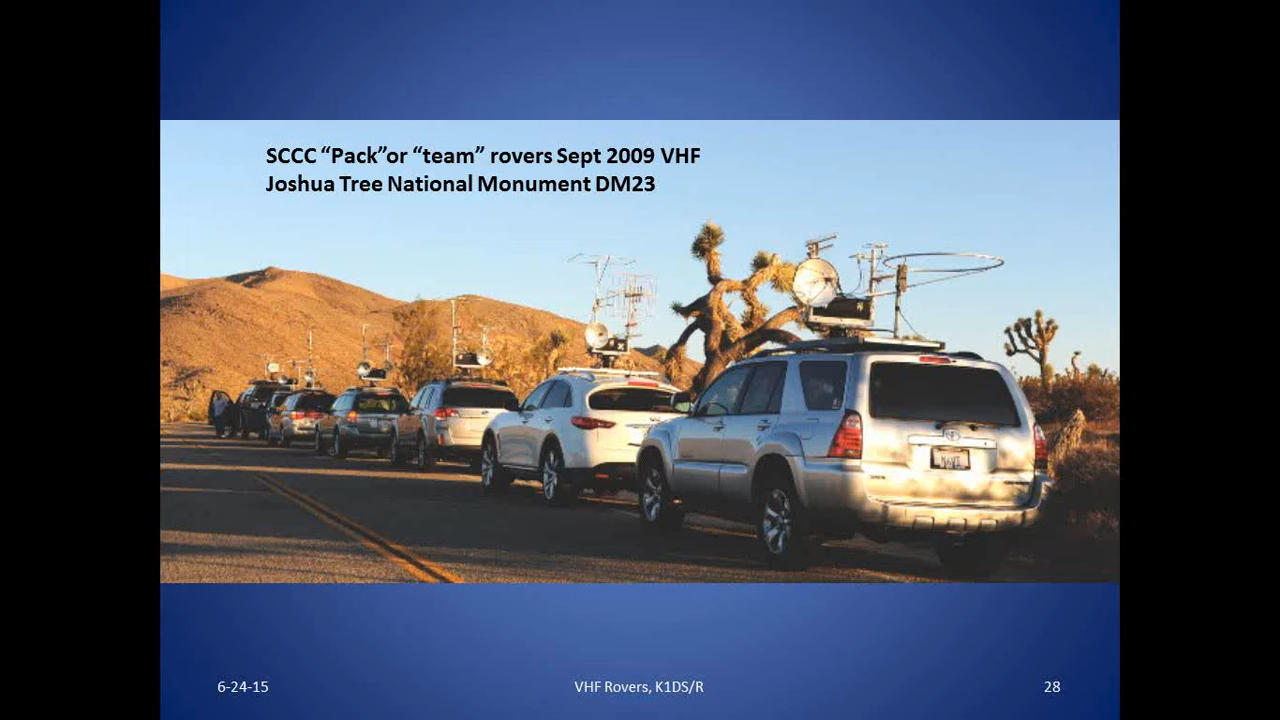 SCCC “Pack”or “team” rovers Sept 2009 VHF
Joshua Tree National Monument DM23
6-24-15
VHF Rovers, K1DS/R
28